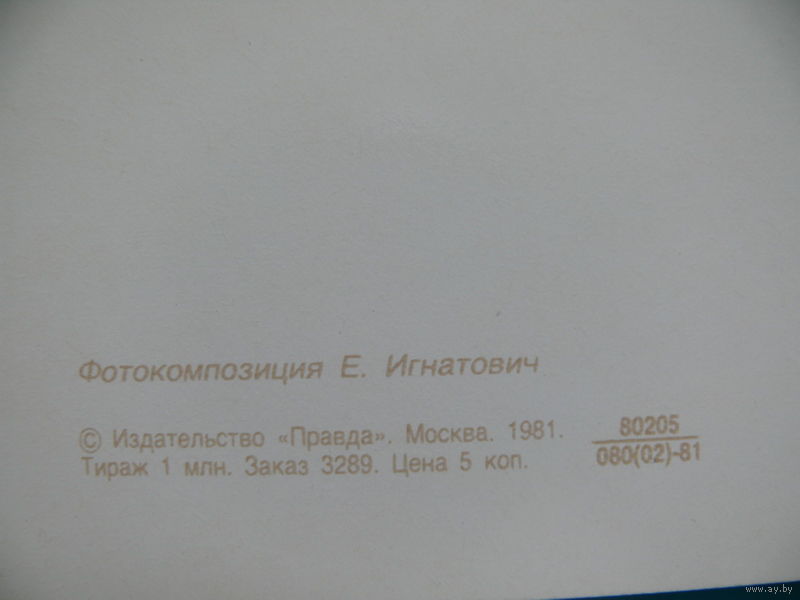 Фотокомпозиция Е. Игнатович
© Издательство «Правда». Москва. 1981.
Тираж 1 млн. Заказ 3289. Цена 5 коп.
80205
080(02)-81
www.ay.by